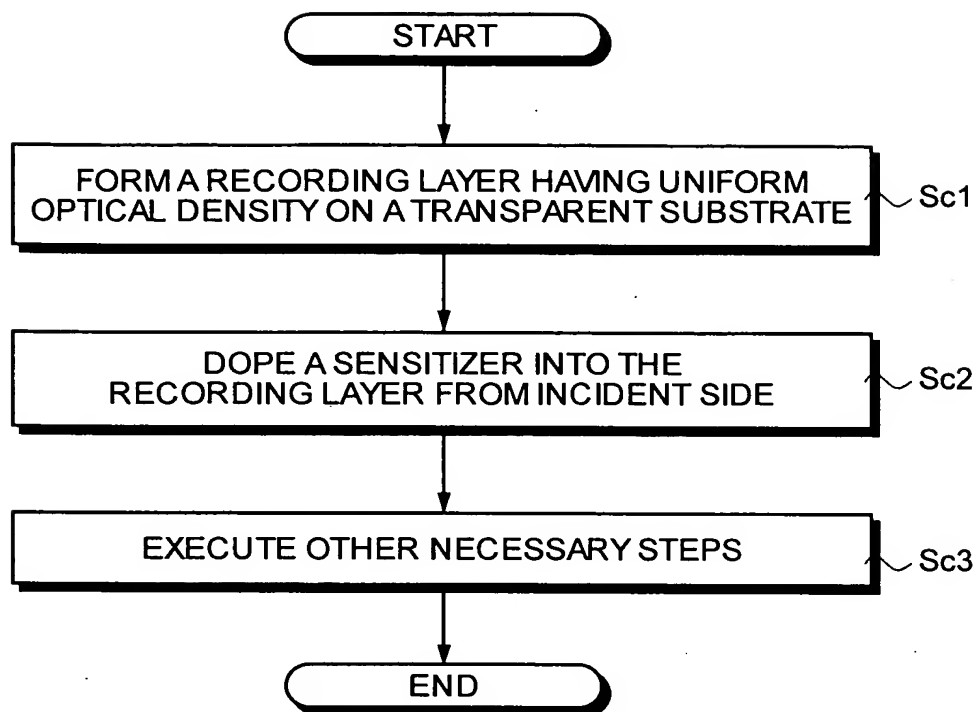 START
FORM A RECORDING LAYER HAVING UNIFORM
OPTICAL DENSITY ON A TRANSPARENT SUBSTRATE
Sc1
DOPE A SENSITIZER INTO THE
RECORDING LAYER FROM INCIDENT SIDE
Sc2
EXECUTE OTHER NECESSARY STEPS
Sc3
END